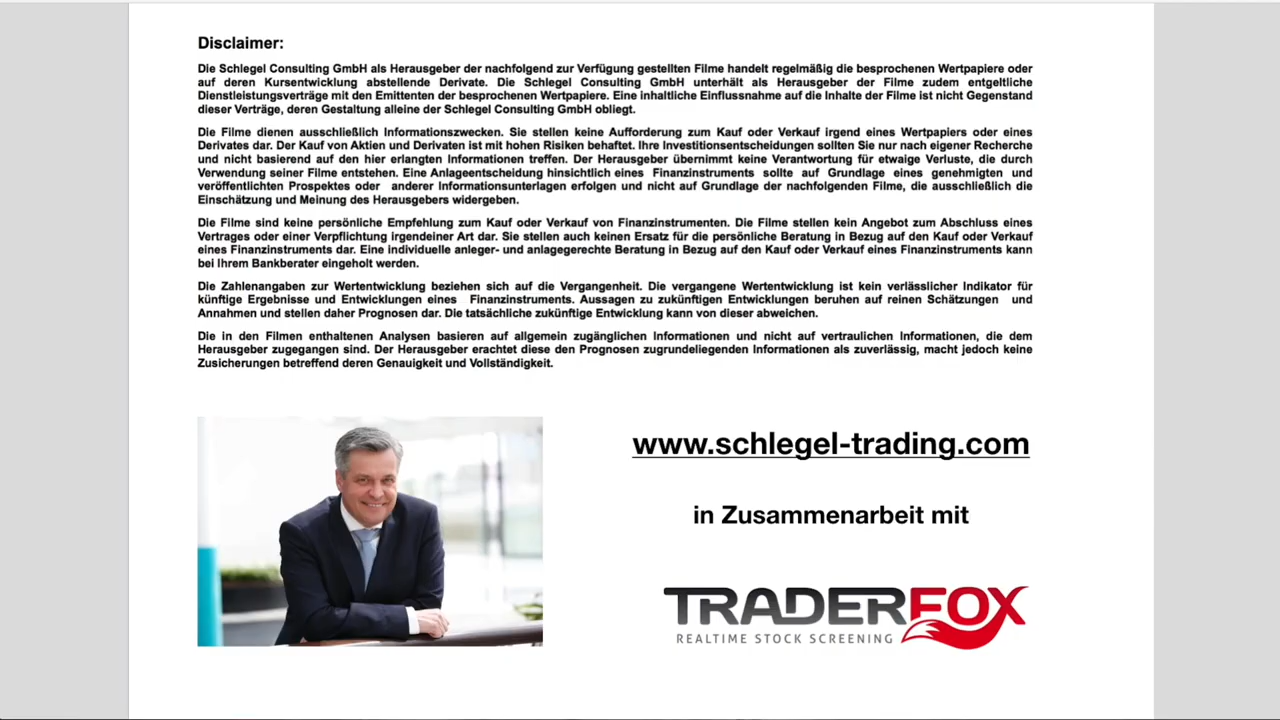 Disclaimer:
Die Schlegel Consulting GmbH als Herausgeber der nachfolgend zur Verfügung gestellten Filme handelt regelmäßig die besprochenen Wertpapiere oder
auf deren Kursentwicklung abstellende Derivate. Die Schlegel Consulting GmbH unterhält als Herausgeber der Filme zudem entgeltliche
Dienstleistungsverträge mit den Emittenten der besprochenen Wertpapiere. Eine inhaltliche Einflussnahme auf die Inhalte der Filme ist nicht Gegenstand
dieser Verträge, deren Gestaltung alleine der Schlegel Consulting GmbH obliegt.
Die Filme dienen ausschließlich Informationszwecken. Sie stellen keine Aufforderung zum Kauf oder Verkauf irgend eines Wertpapiers oder eines
Derivates dar. Der Kauf von Aktien und Derivaten ist mit hohen Risiken behaftet. Ihre Investitionsentscheidungen sollten Sie nur nach eigener Recherche
und nicht basierend auf den hier erlangten Informationen treffen. Der Herausgeber übernimmt keine Verantwortung für etwaige Verluste, die durch
Verwendung seiner Filme entstehen. Eine Anlageentscheidung hinsichtlich eines Finanzinstruments sollte auf Grundlage eines genehmigten und
veröffentlichten Prospektes oder anderer Informationsunterlagen erfolgen und nicht auf Grundlage der nachfolgenden Filme, die ausschließlich die
Einschätzung und Meinung des Herausgebers widergeben.
Die Filme sind keine persönliche Empfehlung zum Kauf oder Verkauf von Finanzinstrumenten. Die Filme stellen kein Angebot zum Abschluss eines
Vertrages oder einer Verpflichtung irgendeiner Art dar. Sie stellen auch keinen Ersatz für die persönliche Beratung in Bezug auf den Kauf oder Verkauf
eines Finanzinstruments dar. Eine individuelle anleger- und anlagegerechte Beratung in Bezug auf den Kauf oder Verkauf eines Finanzinstruments kann
bei Ihrem Bankberater eingeholt werden.
Die Zahlenangaben zur Wertentwicklung beziehen sich auf die Vergangenheit. Die vergangene Wertentwicklung ist kein verlässlicher Indikator für
künftige Ergebnisse und Entwicklungen eines Finanzinstruments. Aussagen zu zukünftigen Entwicklungen beruhen auf reinen Schätzungen und
Annahmen und stellen daher Prognosen dar. Die tatsächliche zukünftige Entwicklung kann von dieser abweichen.
Die in den Filmen enthaltenen Analysen basieren auf allgemein zugänglichen Informationen und nicht auf vertraulichen Informationen, die dem
Herausgeber zugegangen sind. Der Herausgeber erachtet diese den Prognosen zugrundeliegenden Informationen als zuverlässig, macht jedoch keine
Zusicherungen betreffend deren Genauigkeit und Vollständigkeit.
www.schlegel-trading.com
in Zusammenarbeit mit
TRADERFOX
REALTIME STOCK SCREENING